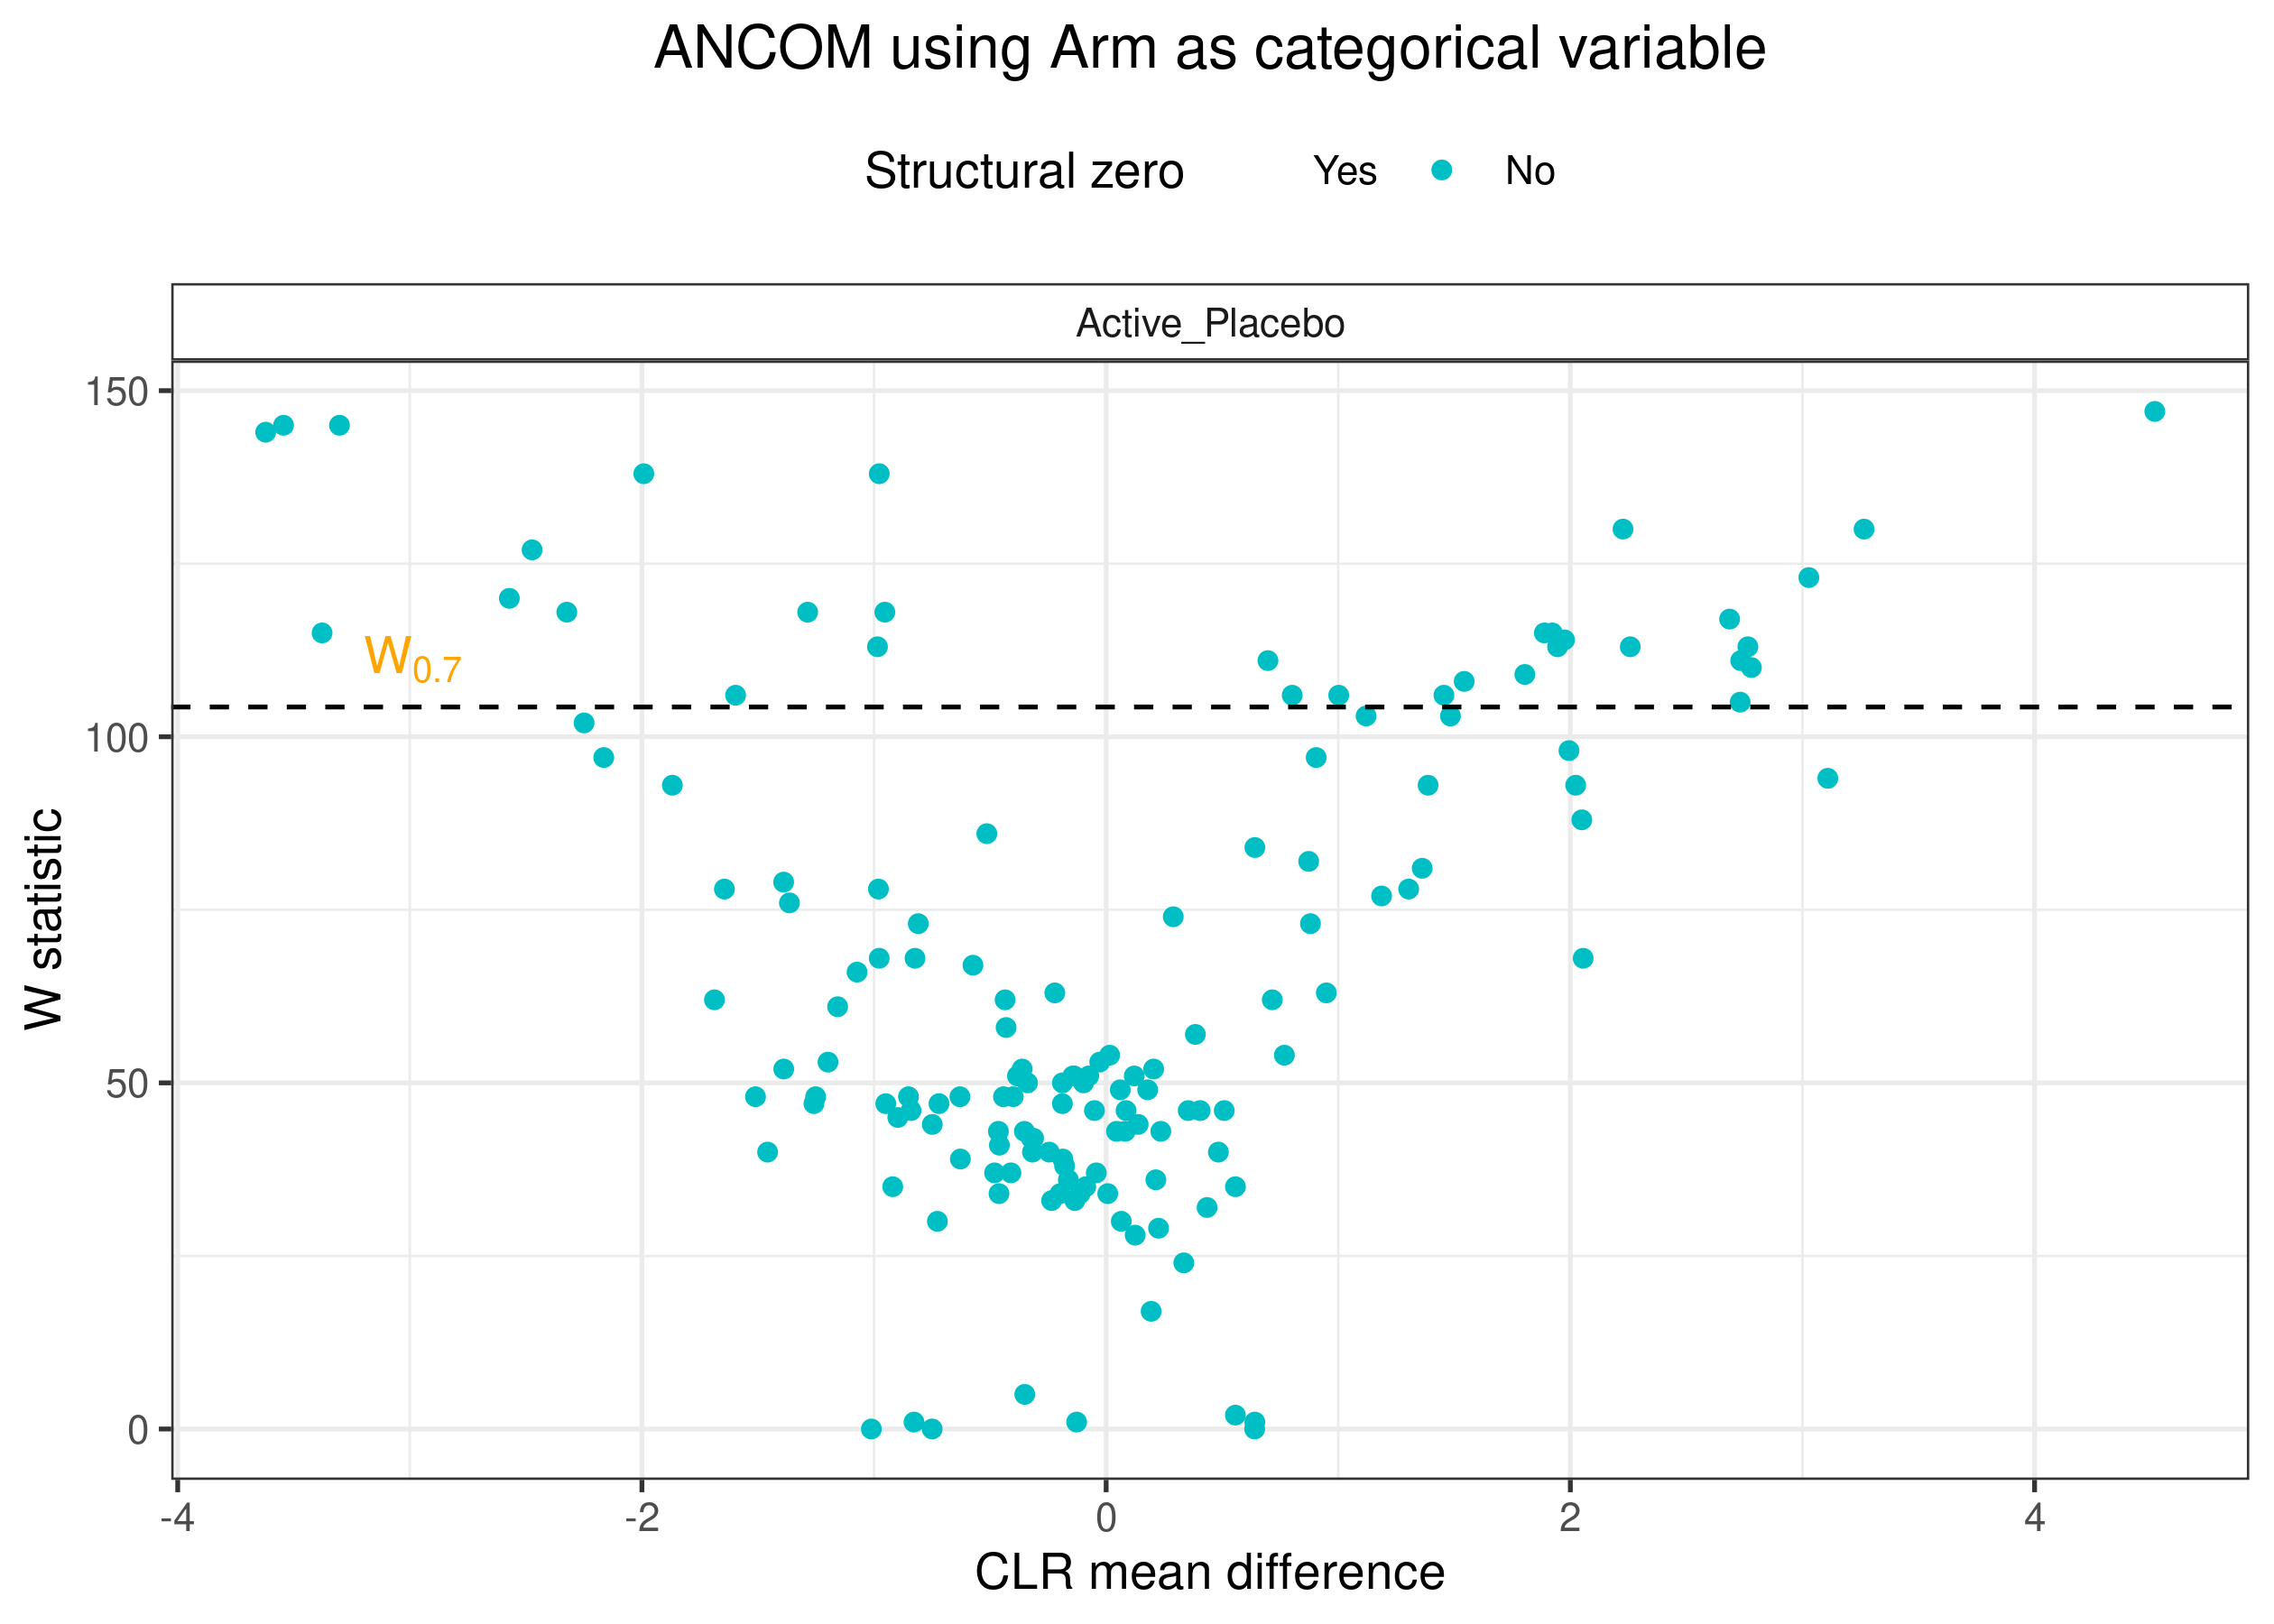 ANCOM using Arm as categorical variable
Structural zero Yes No
Active_Placebo
150
W0.7
100
W statistic
50
0
-4 -2 0 2 4
CLR mean difference